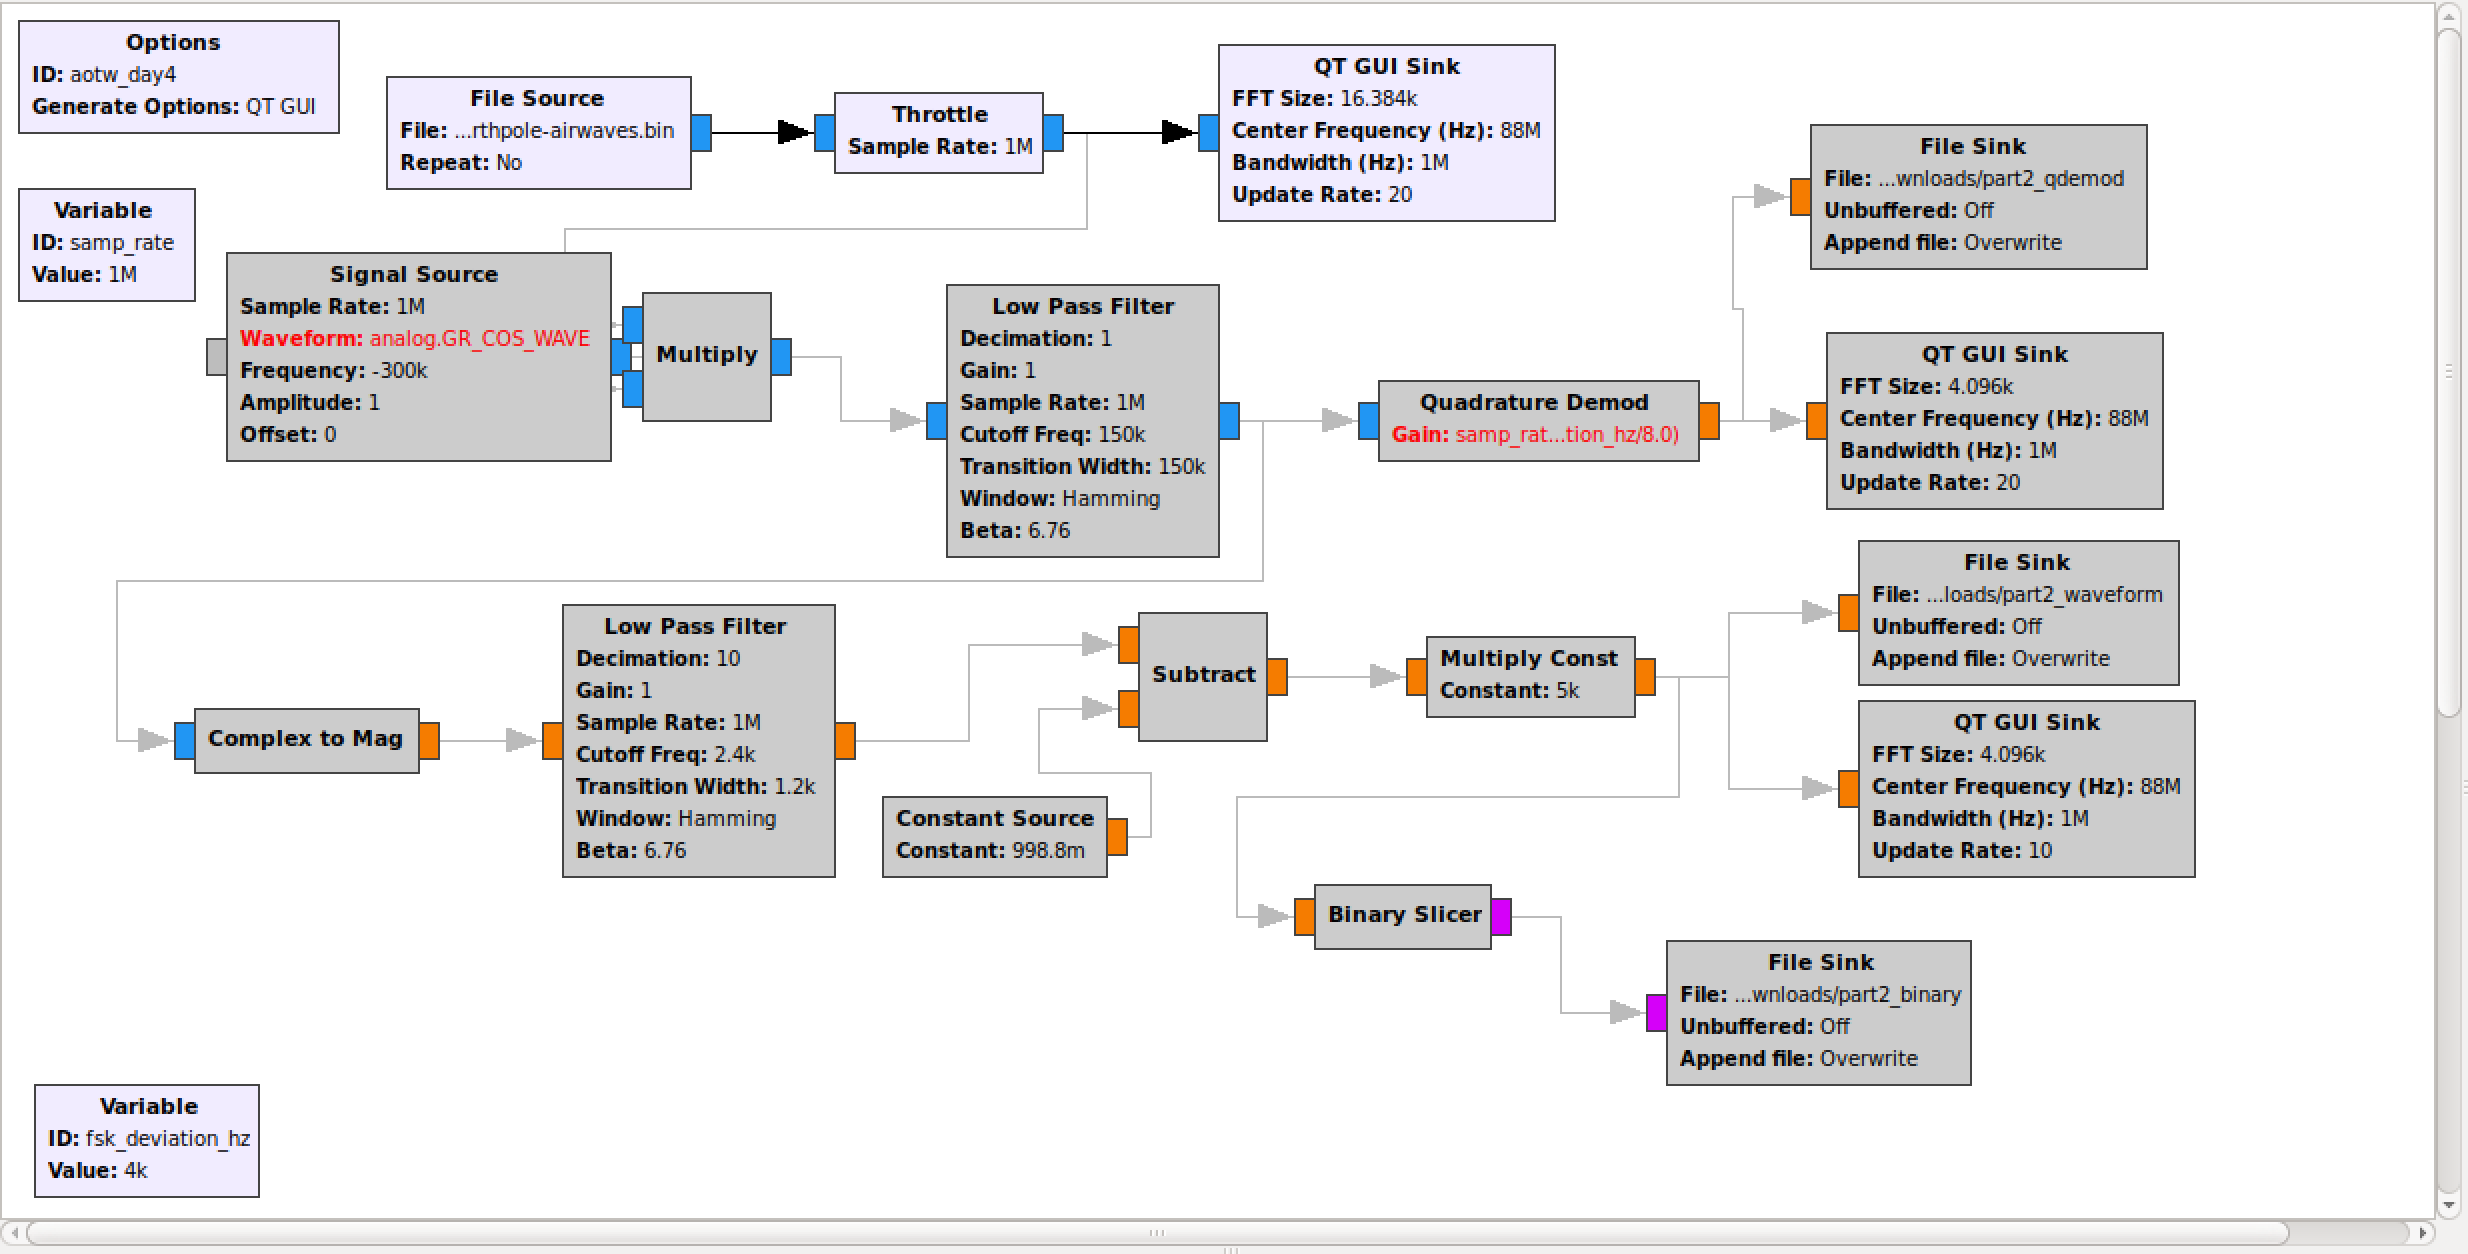 Options
ID: aotw_day4
Generate Options: QT GUI
File Source
File: ...rthpole-airwaves.bin
Repeat: No
Throttle
Sample Rate: 1M
QT GUI Sink
FFT Size: 16.384k
Center Frequency (Hz): 88M
Bandwidth (Hz): 1M
Update Rate: 20
File Sink
File: ...wnloads/part2_qdemod
Unbuffered: Off
Append file: Overwrite
Variable
ID: samp_rate
Value: 1M
Signal Source
Sample Rate: 1M
Waveform: analog.GR_COS_WAVE
Frequency: -300k
Amplitude: 1
Offset: 0
Multiply
Low Pass Filter
Decimation: 1
Gain: 1
Sample Rate: 1M
Cutoff Freq: 150k
Transition Width: 150k
Window: Hamming
Beta: 6.76
Quadrature Demod
Gain: samp_rat...tion_hz/8.0)
QT GUI Sink
FFT Size: 4.096k
Center Frequency (Hz): 88M
Bandwidth (Hz): 1M
Update Rate: 20
Complex to Mag
Low Pass Filter
Decimation: 10
Gain: 1
Sample Rate: 1M
Cutoff Freq: 2.4k
Transition Width: 1.2k
Window: Hamming
Beta: 6.76
Constant Source
Constant: 998.8m
Subtract
Multiply Const
Constant: 5k
File Sink
File: ...loads/part2_waveform
Unbuffered: Off
Append file: Overwrite
QT GUI Sink
FFT Size: 4.096k
Center Frequency (Hz): 88M
Bandwidth (Hz): 1M
Update Rate: 10
Binary Slicer
File Sink
File: ...wnloads/part2_binary
Unbuffered: Off
Append file: Overwrite
Variable
ID: fsk_deviation_hz
Value: 4k